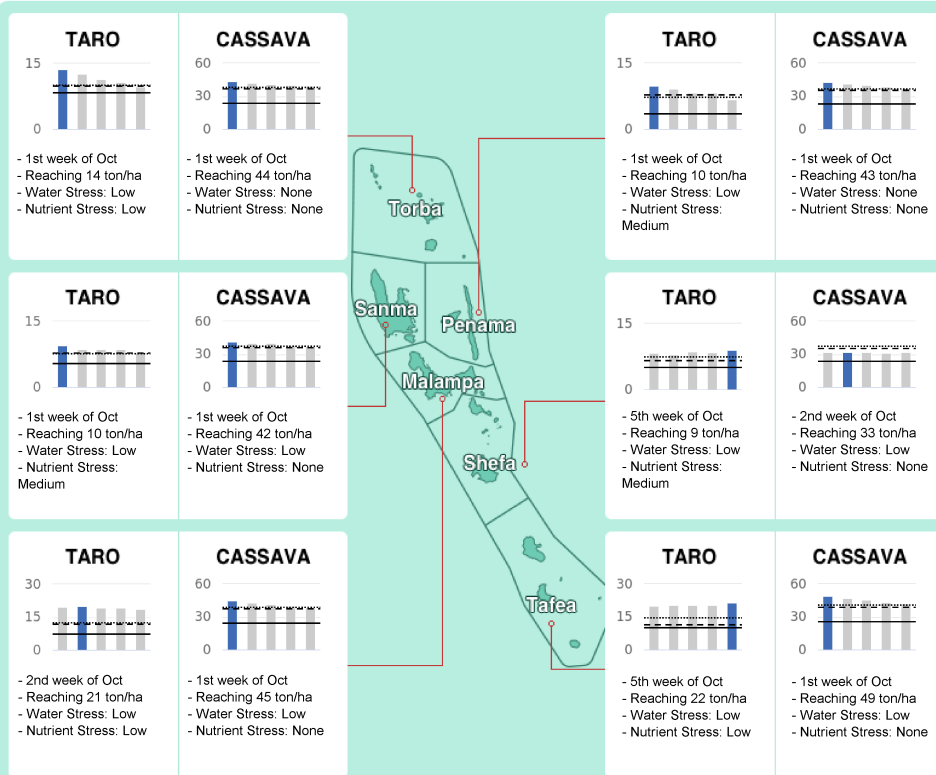 TARO
15
0
- 1st week of Oct
- Reaching 14 ton/ha
- Water Stress: Low
- Nutrient Stress: Low
CASSAVA
60
30
0
- 1st week of Oct
- Reaching 44 ton/ha
- Water Stress: None
- Nutrient Stress: None
TARO
15
0
- 1st week of Oct
- Reaching 10 ton/ha
- Water Stress: Low
- Nutrient Stress:
Medium
CASSAVA
60
30
0
- 1st week of Oct
- Reaching 43 ton/ha
- Water Stress: None
- Nutrient Stress: None
TARO
15
0
- 1st week of Oct
- Reaching 10 ton/ha
- Water Stress: Low
- Nutrient Stress:
Medium
CASSAVA
60
30
0
- 1st week of Oct
- Reaching 42 ton/ha
- Water Stress: Low
- Nutrient Stress: None
Torba
Sanma
Penama
Malampa
Shefa
Tafea
TARO
15
0
- 5th week of Oct
- Reaching 9 ton/ha
- Water Stress: Low
- Nutrient Stress:
Medium
CASSAVA
60
30
0
- 2nd week of Oct
- Reaching 33 ton/ha
- Water Stress: Low
- Nutrient Stress: None
TARO
30
15
0
- 2nd week of Oct
- Reaching 21 ton/ha
- Water Stress: Low
- Nutrient Stress: Low
CASSAVA
60
30
0
- 1st week of Oct
- Reaching 45 ton/ha
- Water Stress: Low
- Nutrient Stress: None
TARO
30
15
0
- 5th week of Oct
- Reaching 22 ton/ha
- Water Stress: Low
- Nutrient Stress: Low
CASSAVA
60
30
0
- 1st week of Oct
- Reaching 49 ton/ha
- Water Stress: Low
- Nutrient Stress: None